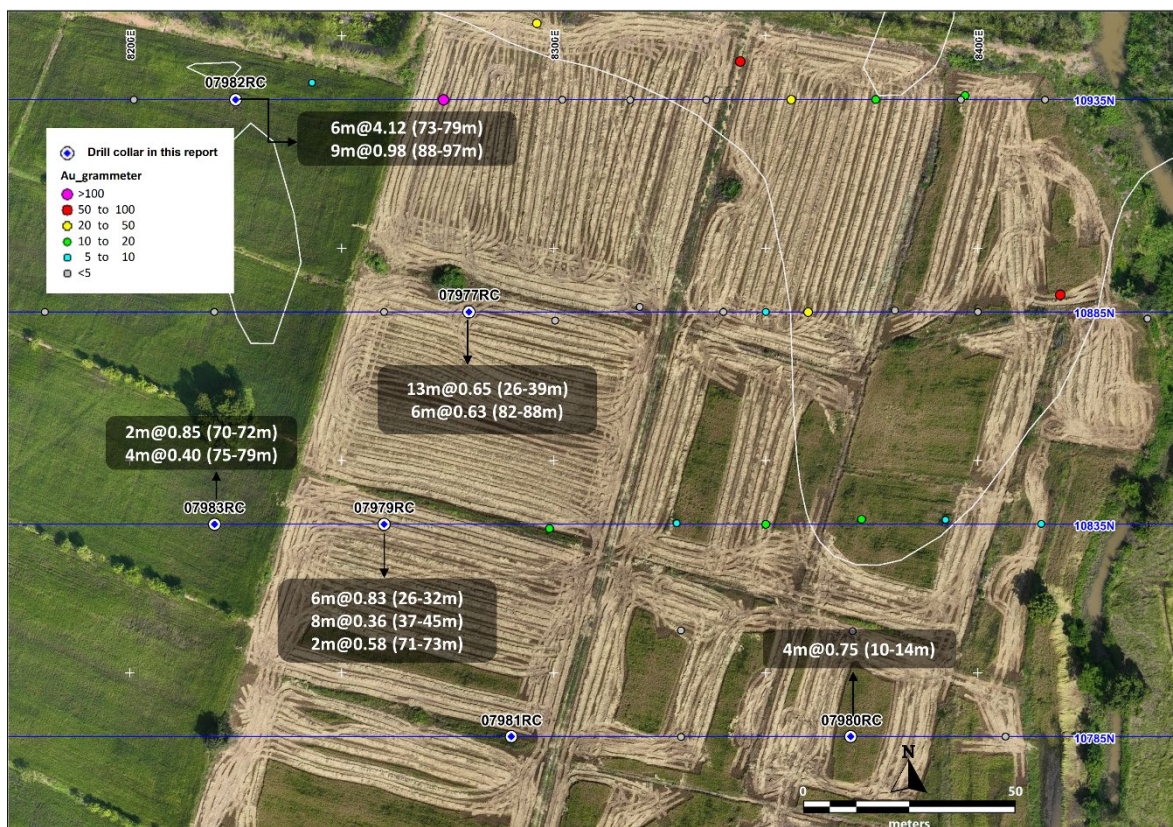 8200E
8300E
8400E
07982RC
10935N
6m@4.12 (73-79m)
9m@0.98 (88-97m)
Drill collar in this report
Au_grammeter
>100
50 to 100
20 to 50
10 to 20
5 to 10
<5
07977RC
10885N
13m@0.65 (26-39m)
6m@0.63 (82-88m)
2m@0.85 (70-72m)
4m@0.40 (75-79m)
07983RC
07979RC
10835N
6m@0.83 (26-32m)
8m@0.36 (37-45m)
2m@0.58 (71-73m)
4m@0.75 (10-14m)
07981RC
07980RC
10785N
N
0
50
meters